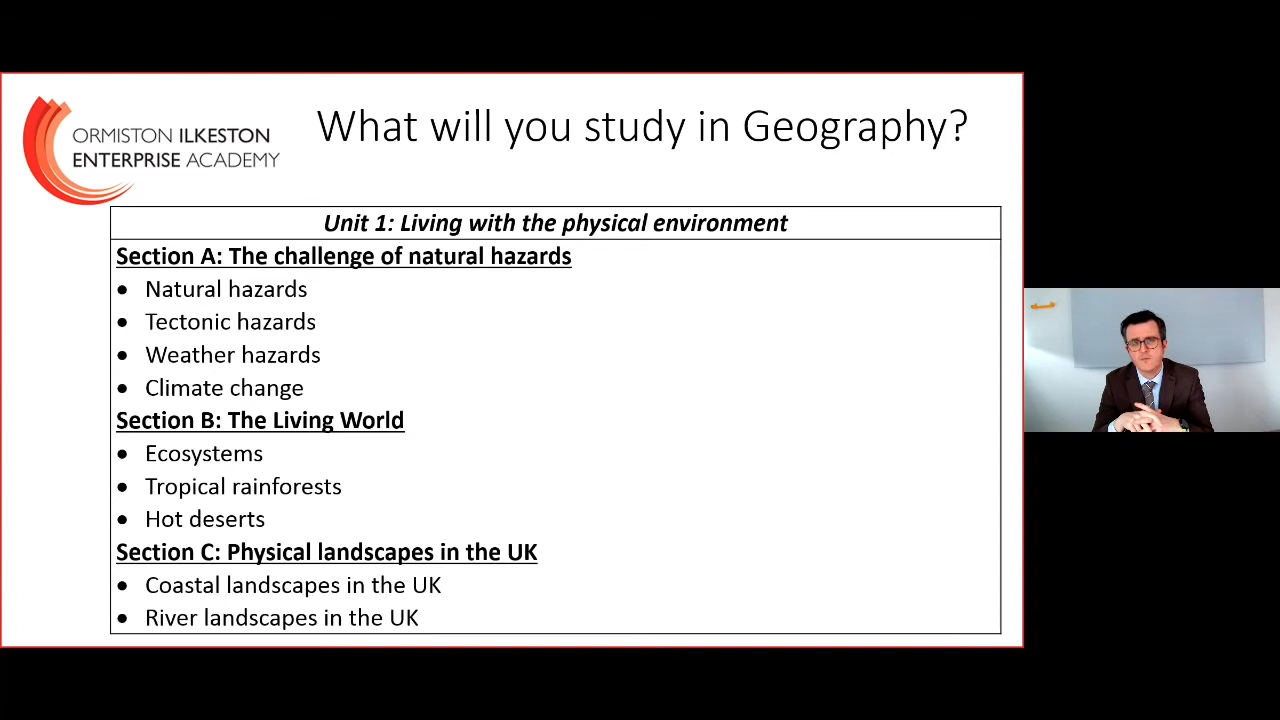 ORMISTON ILKESTON
ENTERPRISE ACADEMY
What will you study in Geography?
Unit 1: Living with the physical environment
Section A: The challenge of natural hazards
• Natural hazards
• Tectonic hazards
• Weather hazards
• Climate change
Section B: The Living World
• Ecosystems
• Tropical rainforests
• Hot deserts
Section C: Physical landscapes in the UK
• Coastal landscapes in the UK
• River landscapes in the UK